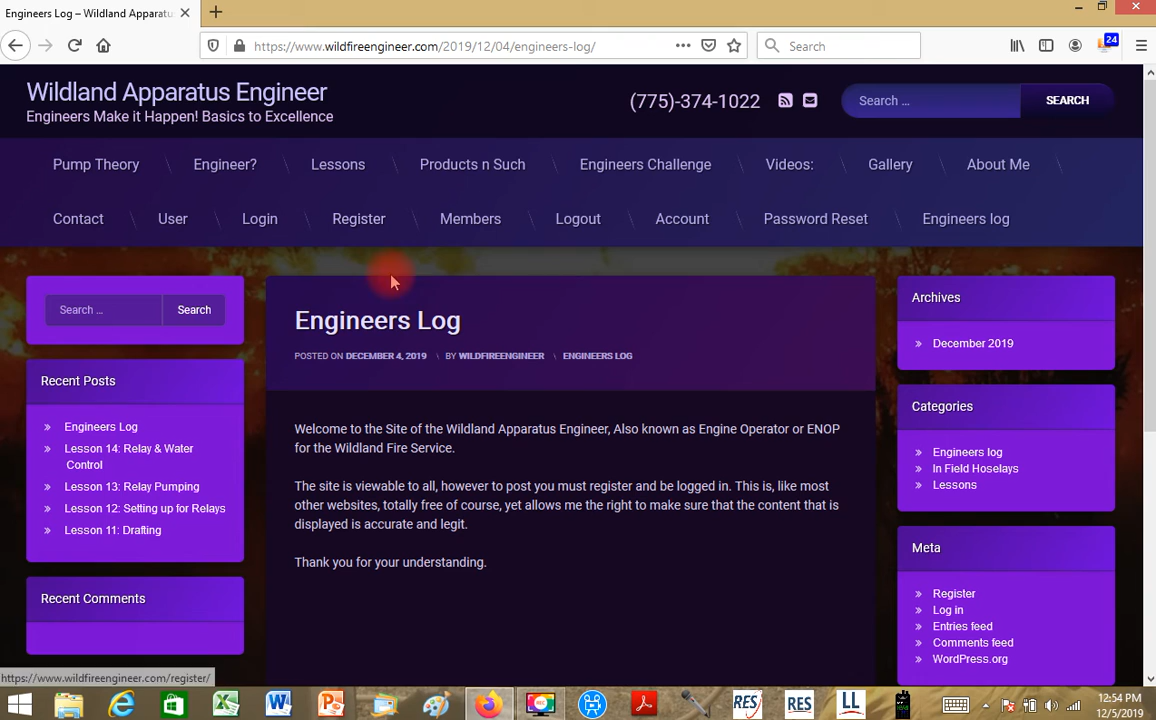 Engineers Log – Wildland Apparatu
https://www.wildfireengineer.com/2019/12/04/engineers-log/
Search
24
Wildland Apparatus Engineer
Engineers Make it Happen! Basics to Excellence
(775)-374-1022
Search …
SEARCH
Pump Theory
Engineer?
Lessons
Products n Such
Engineers Challenge
Videos:
Gallery
About Me
Contact
User
Login
Register
Members
Logout
Account
Password Reset
Engineers log
Search …
Search
Recent Posts
Engineers Log
Lesson 14: Relay & Water
Control
Lesson 13: Relay Pumping
Lesson 12: Setting up for Relays
Lesson 11: Drafting
Recent Comments
Engineers Log
POSTED ON DECEMBER 4, 2019 \ BY WILDFIREENGINEER \ ENGINEERS LOG
Welcome to the Site of the Wildland Apparatus Engineer, Also known as Engine Operator or ENOP
for the Wildland Fire Service.
The site is viewable to all, however to post you must register and be logged in. This is, like most
other websites, totally free of course, yet allows me the right to make sure that the content that is
displayed is accurate and legit.
Thank you for your understanding.
Archives
December 2019
Categories
Engineers log
In Field Hoselays
Lessons
Meta
Register
Log in
Entries feed
Comments feed
WordPress.org
https://www.wildfireengineer.com/register/
REC
RES
RES
LL
12:54 PM
12/5/2019